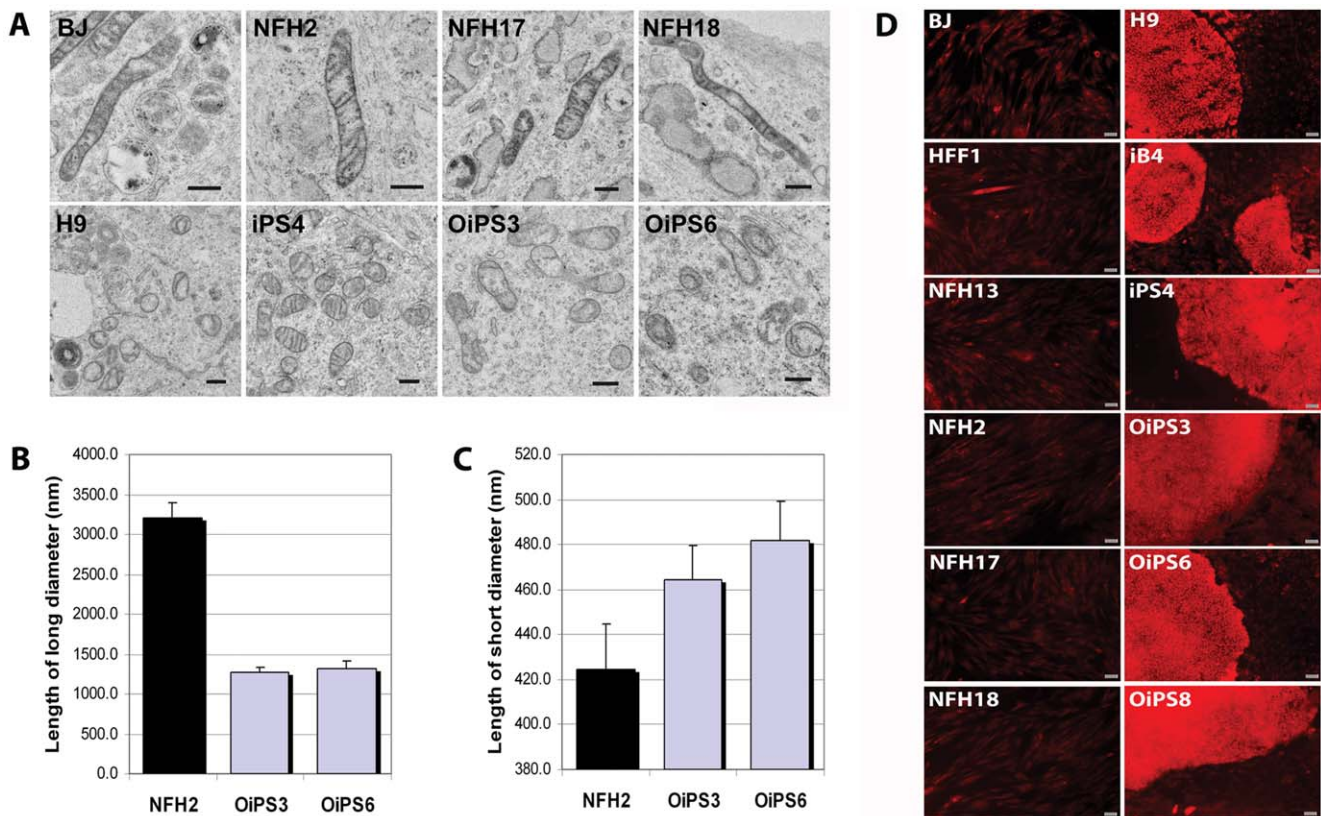 A
BJ NFH2 NFH17 NFH18
H9 iPS4 OiPS3 OiPS6
B
Length of long diameter (nm)
4000.0
3500.0
3000.0
2500.0
2000.0
1500.0
1000.0
500.0
0.0
NFH2 OiPS3 OiPS6
C
Length of short diameter (nm)
520.0
500.0
480.0
460.0
440.0
420.0
400.0
380.0
NFH2 OiPS3 OiPS6
D
BJ H9
HFF1 iB4
NFH13 iPS4
NFH2 OiPS3
NFH17 OiPS6
NFH18 OiPS8